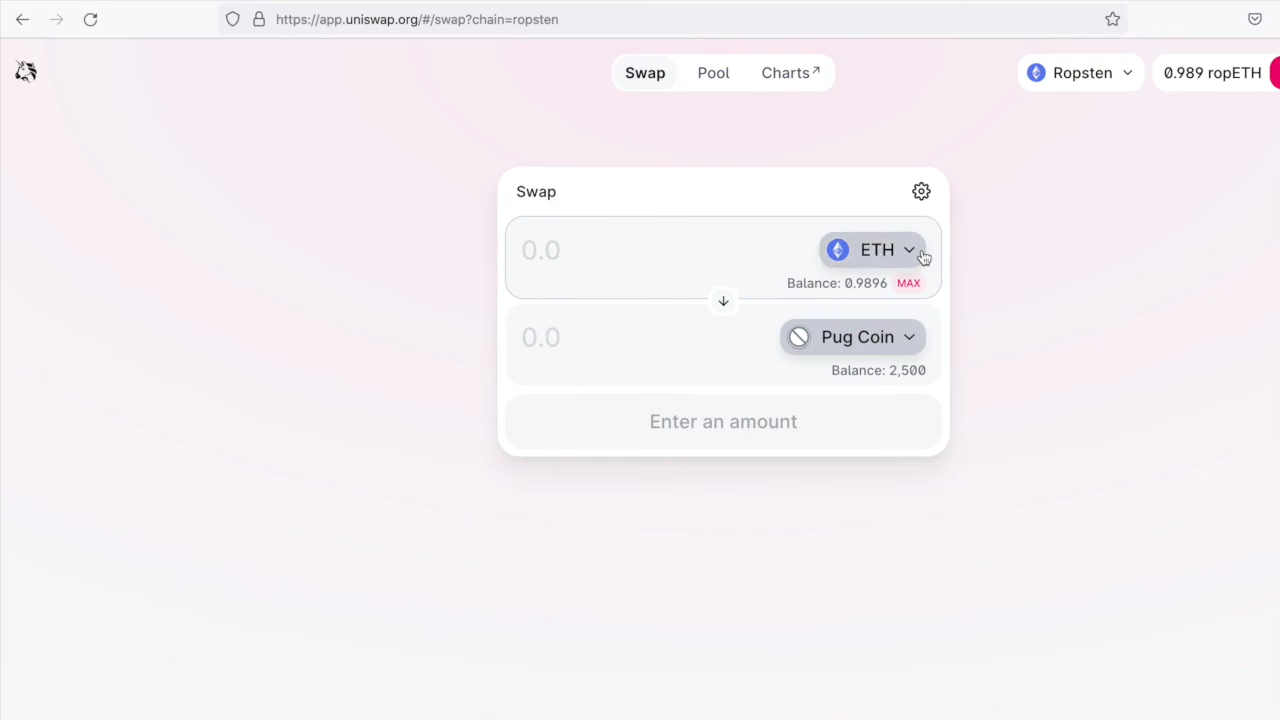 https://app.uniswap.org/#/swap?chain=ropsten
Swap Pool Charts↗ Ropsten 0.989 ropETH
Swap
0.0 ETH
Balance: 0.9896 MAX
0.0 Pug Coin
Balance: 2,500
Enter an amount